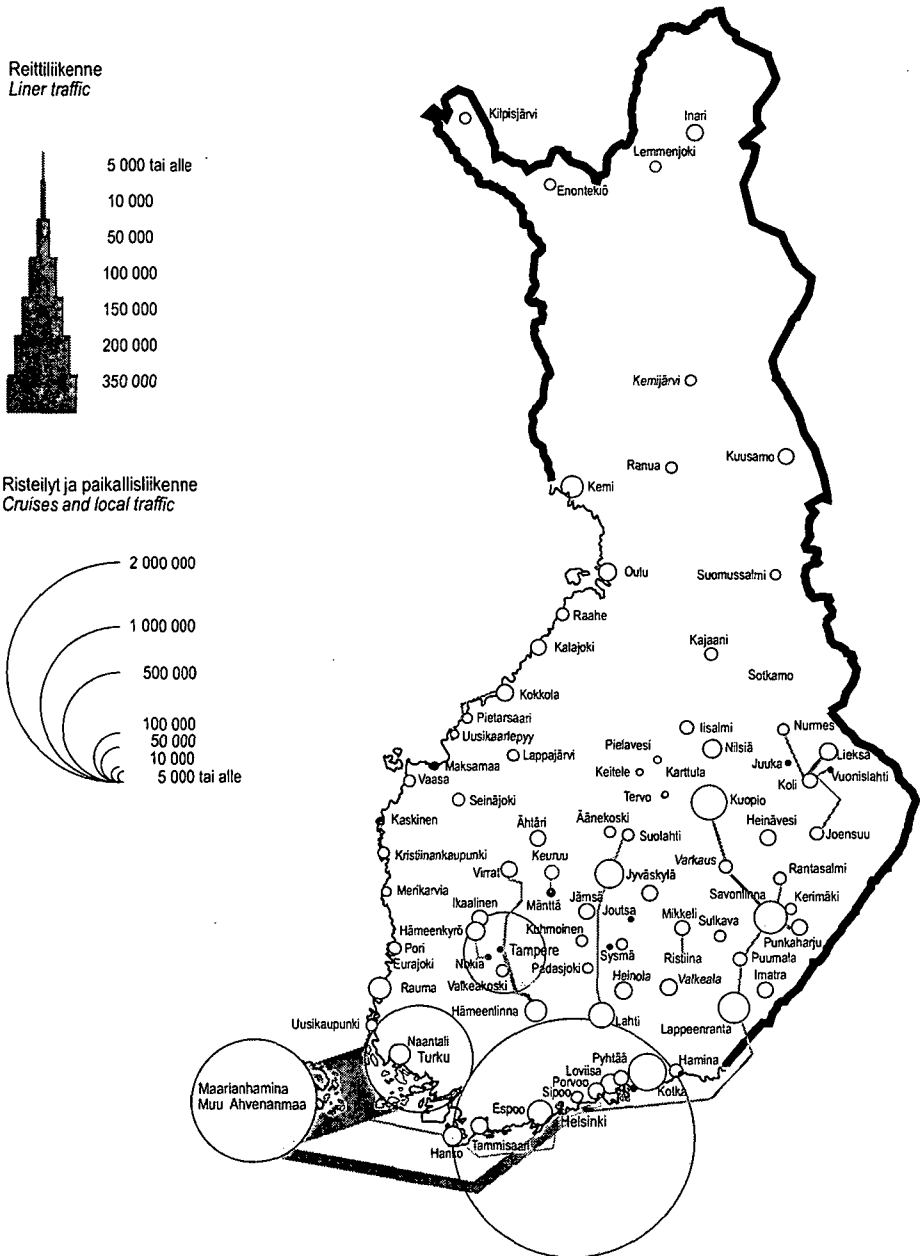 Reittiliikenne
Liner traffic
5 000 tai alle
10 000
50 000
100 000
150 000
200 000
350 000
Risteilyt ja paikallisliikenne
Cruises and local traffic
2 000 000
1 000 000
500 000
100 000
50 000
10 000
5 000 tai alle
Kilpisjärvi
Inari
Lemmenjoki
Enontekiö
Kemijärvi
Ranua
Kuusamo
Kemi
Oulu
Suomussalmi
Raahe
Kalajoki
Kajaani
Sotkamo
Kokkola
Pietarsaari
Uusikaarlepyy
Iisalmi
Nurmes
Lappajärvi
Pielavesi
Nilsiä
Lieksa
Maksamaa
Keitele
Karttula
Juuka
Vuonislahti
Vaasa
Koli
Seinäjoki
Tervo
Kuopio
Kaskinen
Ähtäri
Äänekoski
Suolahti
Heinävesi
Joensuu
Kristiinankaupunki
Keuruu
Virrat
Jyväskylä
Varkaus
Rantasalmi
Merikarvia
Mänttä
Savonlinna
Kerimäki
Ikaalinen
Jämsä
Joutsa
Mikkeli
Sulkava
Hämeenkyrö
Kuhmoinen
Punkaharju
Pori
Tampere
Sysmä
Ristiina
Puumala
Eurajoki
Nokia
Padasjoki
Valkeakoski
Heinola
Valkeala
Imatra
Rauma
Hämeenlinna
Lahti
Lappeenranta
Uusikaupunki
Naantali
Turku
Pyhtää
Hamina
Loviisa
Maarianhamina
Muu Ahvenanmaa
Porvoo
Sipoo
Kotka
Espoo
Helsinki
Tammisaari
Hanko